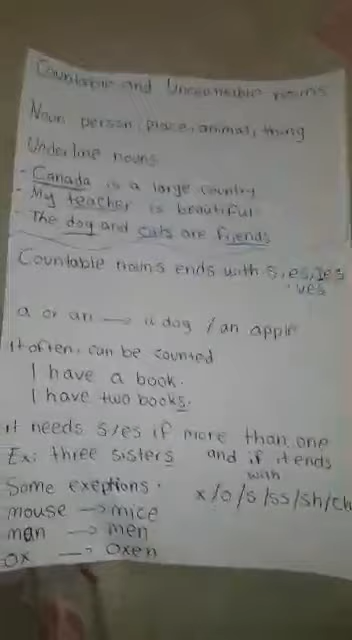 Countable and Uncountable nouns
Noun person, place, animal, thing
Underline nouns
- Canada is a large country
- My teacher is beautiful
- The dog and cats are friends
Countable nouns ends with s, es, ies
, ves
a or an → a dog / an apple
it often, can be counted
I have a book.
I have two books.
it needs s/es if more than one
Ex: three sisters and if it ends
with
Some exeptions. x/o/s/ss/sh/ch
mouse → mice
man → men
ox → oxen